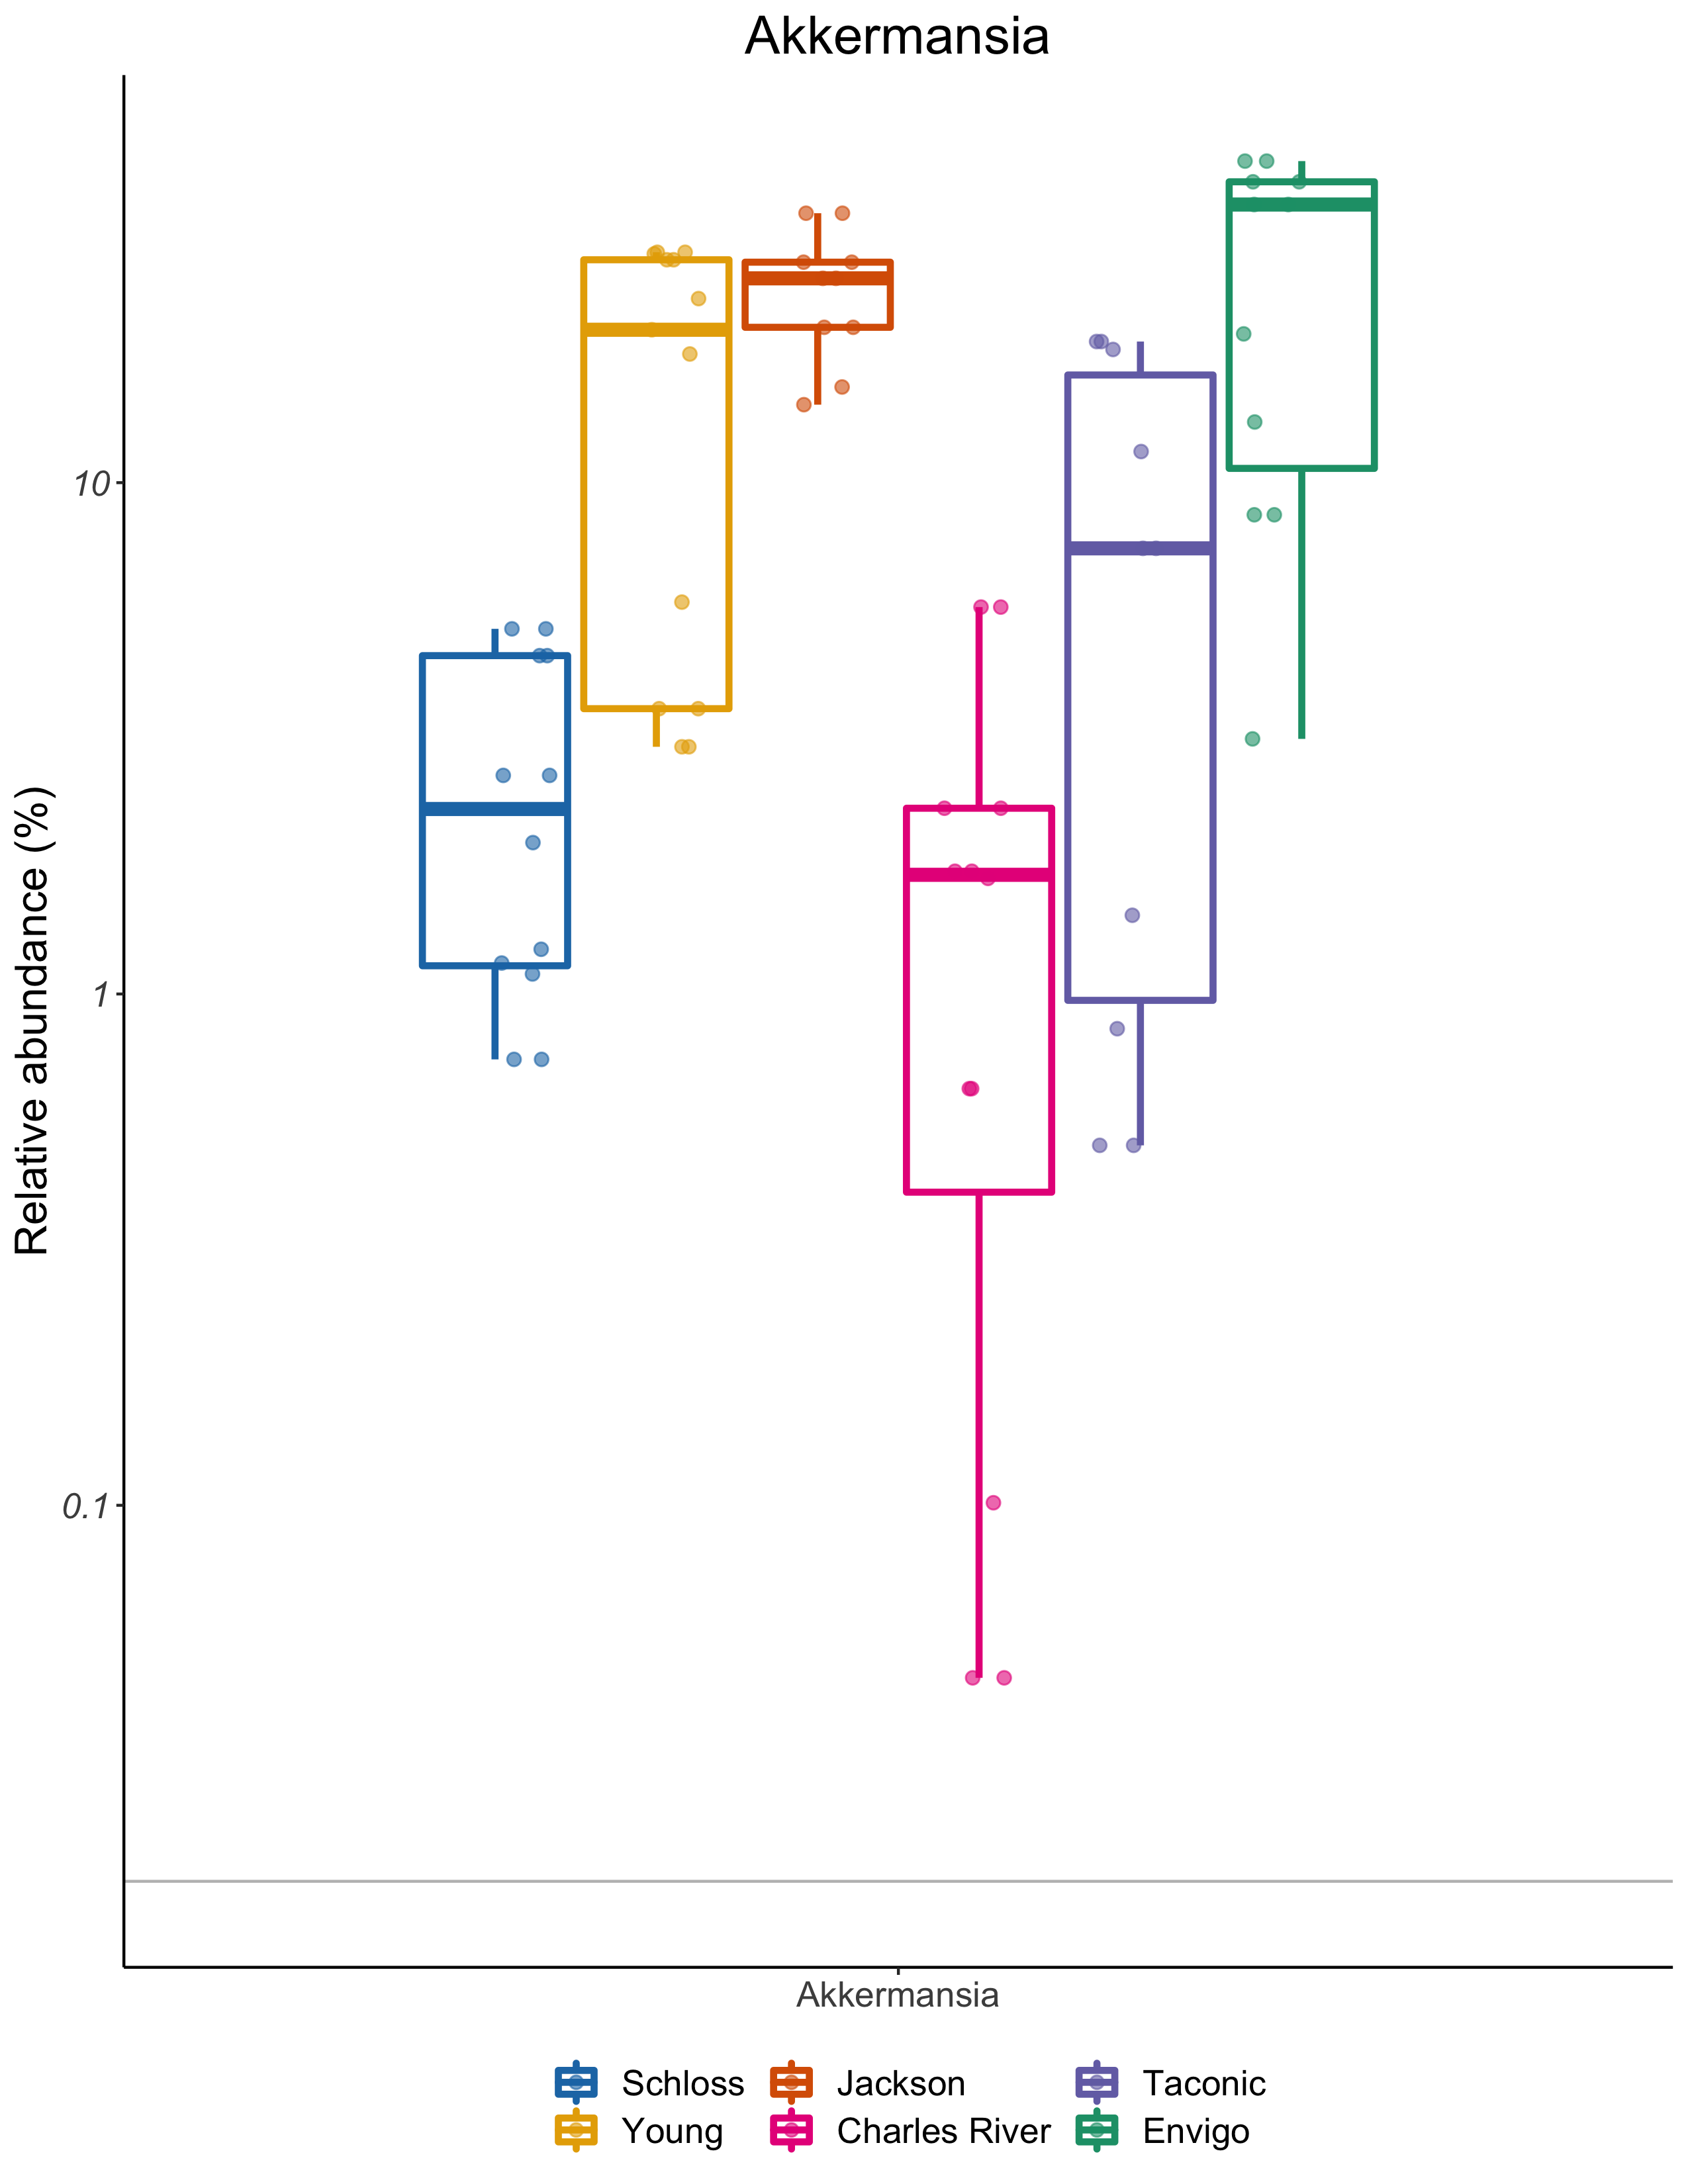 Akkermansia
Relative abundance (%)
10
1
0.1
Akkermansia
Schloss Jackson Taconic
Young Charles River Envigo